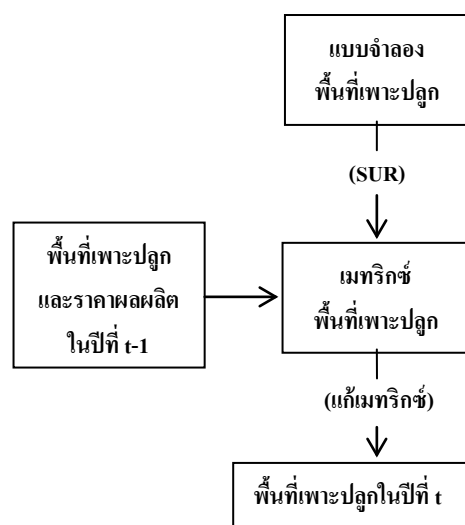 แบบจำลอง
พื้นที่เพาะปลูก
(SUR)
พื้นที่เพาะปลูก
และราคาผลผลิต
ในปีที่ t-1
เมทริกซ์
พื้นที่เพาะปลูก
(แก้เมทริกซ์)
พื้นที่เพาะปลูกในปีที่ t